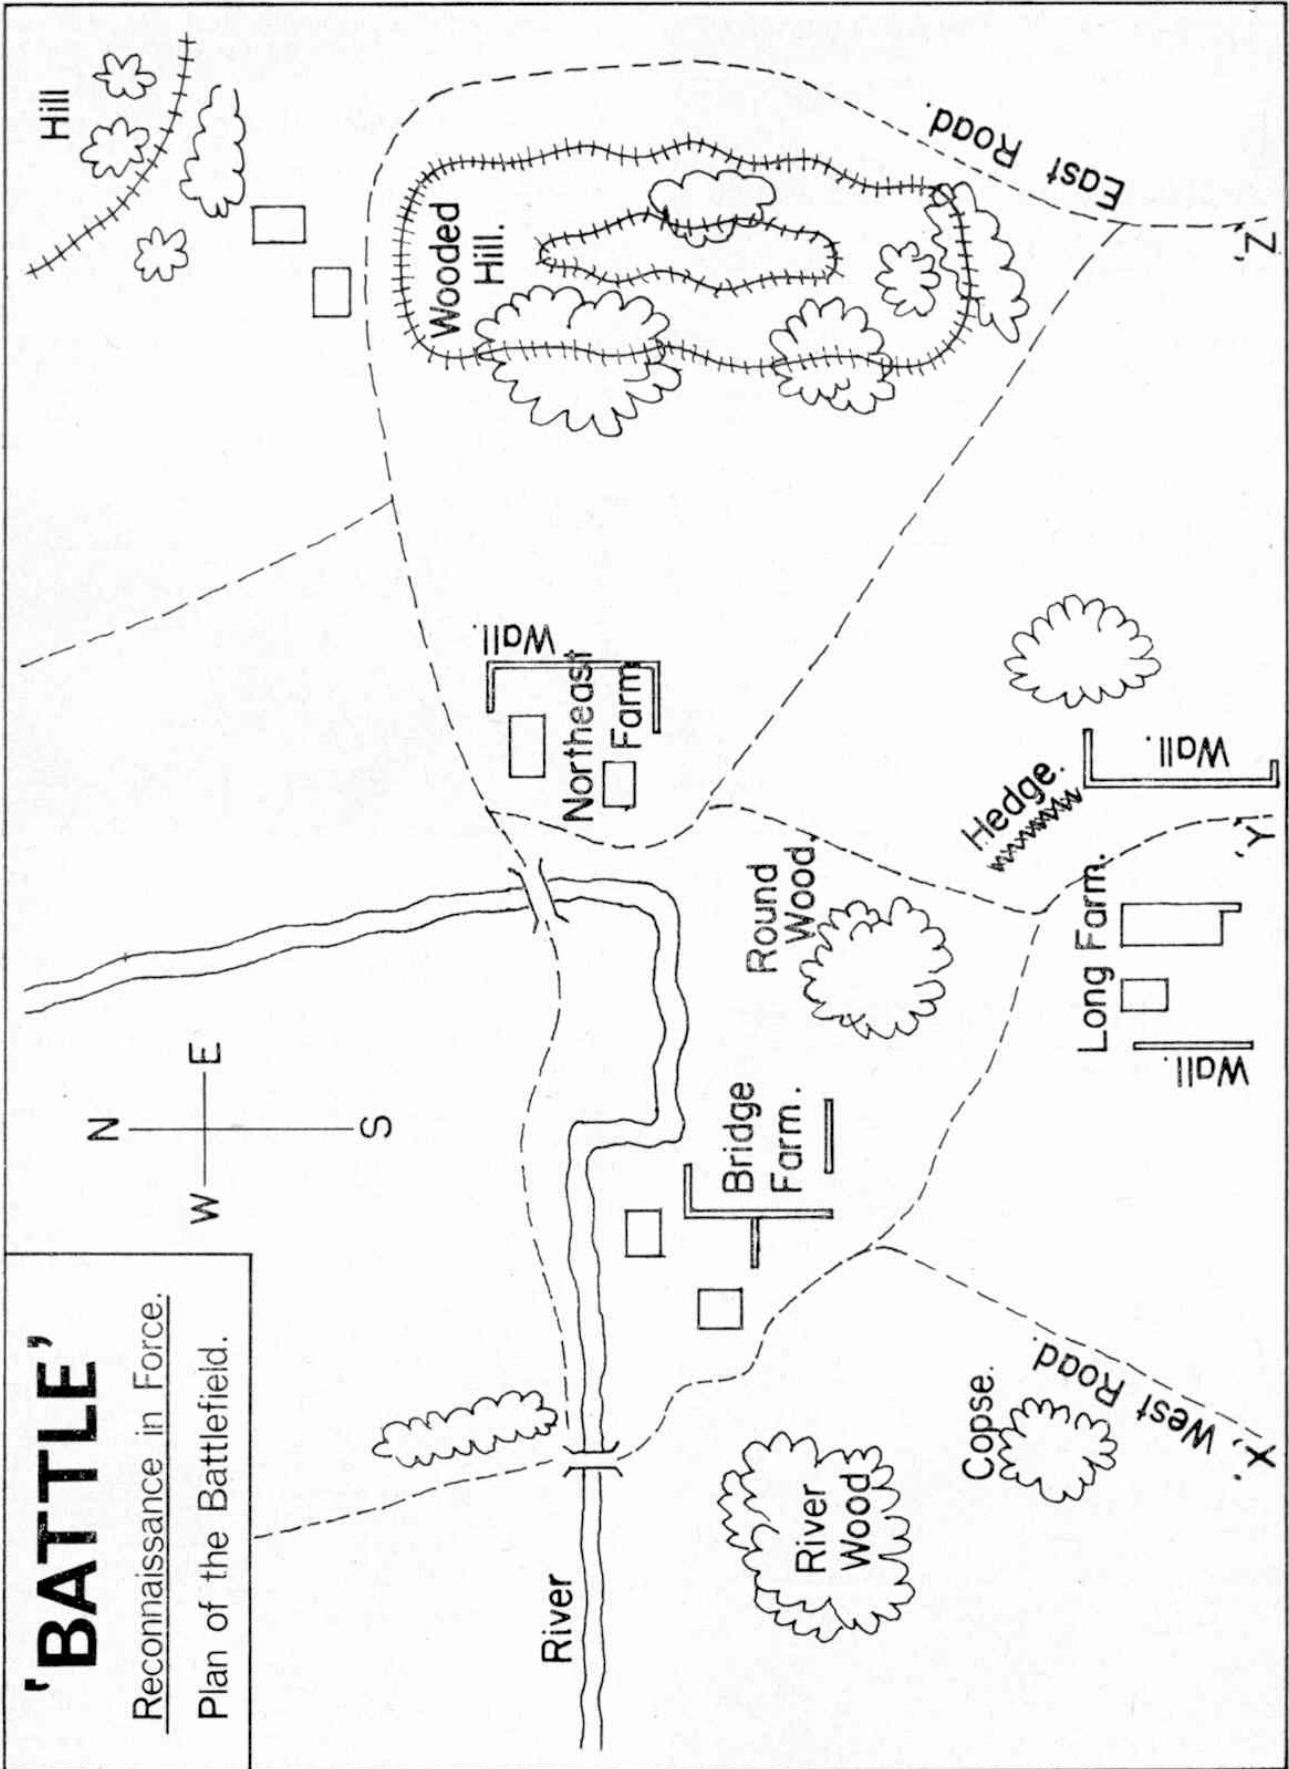 'BATTLE'
Reconnaissance in Force.
Plan of the Battlefield.
N
W
E
S
Hill
Wooded
Hill.
East Road.
'Z'
Wall.
Northeast
Farm
River
Bridge
Farm.
Round
Wood.
Hedge.
Wall.
Long Farm.
Wall.
'Y'
River
Wood
Copse.
West Road.
'X'